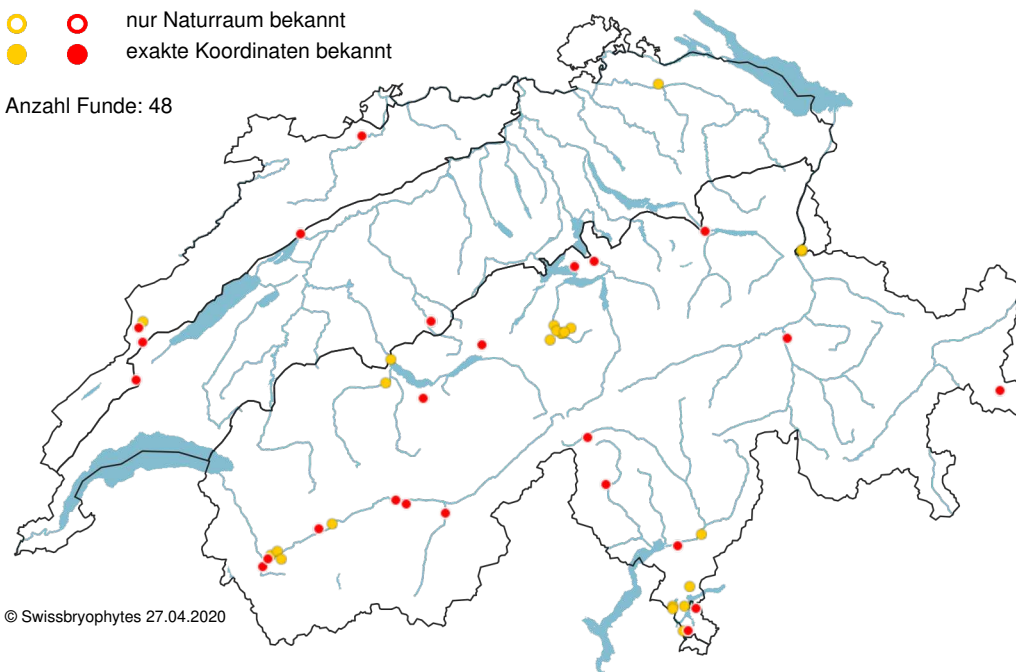 nur Naturraum bekannt
exakte Koordinaten bekannt
Anzahl Funde: 48
© Swissbryophytes 27.04.2020